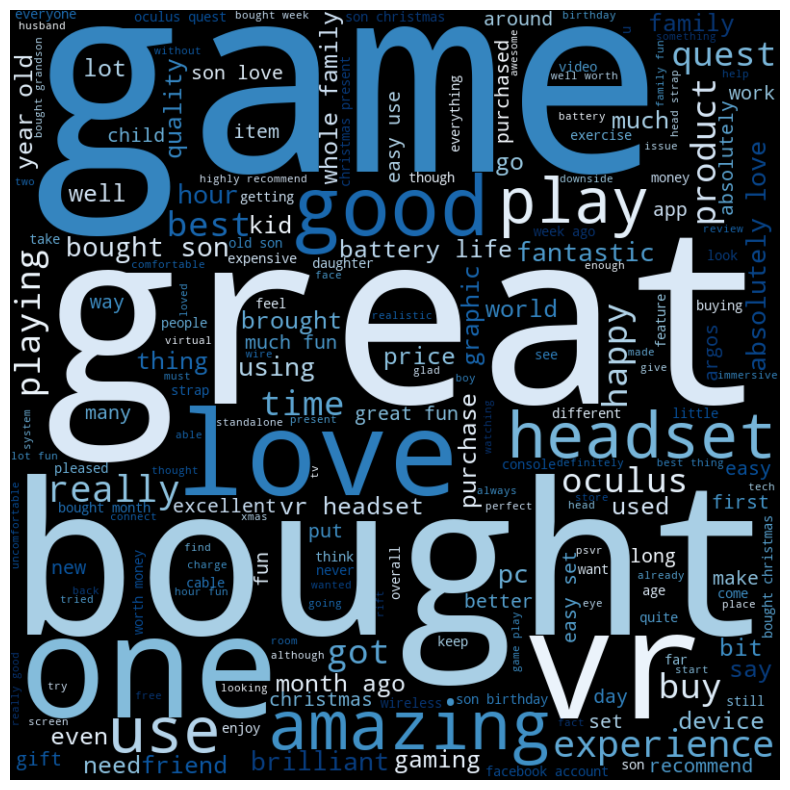 everyone
husband
oculus quest
bought week
son christmas
around
birthday
u
family
something
game
lot
son love
whole family
christmas present
year old
bought grandson
without
child
quality
item
everything
easy use
purchased
awesome
video
well worth
family fun
head strap
quest
help
work
battery
exercise
much
issue
go
two
well
highly recommend
though
downside
money
product
absolutely
absolutely love
hour
getting
good
play
app
best
kid
week ago
review
take
bought son
old son
expensive
battery life
fantastic
look
comfortable
daughter
face
enough
playing
great
way
loved
feel
graphic
world
happy
feature
buying
people
brought
realistic
virtual
much fun
wire
price
see
made
give
argos
thing
using
glad
immersive
must
strap
boy
time
many
great fun
different
little
system
able
standalone
present
purchase
watching
headset
lot fun
love
tv
console
definitely
best thing
easy
pleased
thought
really
oculus
tech
uncomfortable
bought month
excellent
vr headset
always
perfect
store
head
used
first
connect
xmas
bought
put
find
charge
cable
hour fun
fun
think
never
wanted
going
overall
pc
better
psvr
want
long
already
make
new
back
tried
worth money
rift
easy set
eye
age
come
place
bought christmas
quite
one
room
although
got
keep
game play
vr
bit
far
start
say
really good
try
free
looking
month ago
buy
screen
christmas
wireless
son birthday
day
still
even
use
enjoy
amazing
fact
set
device
experience
gift
need
friend
brilliant
gaming
facebook account
son
recommend